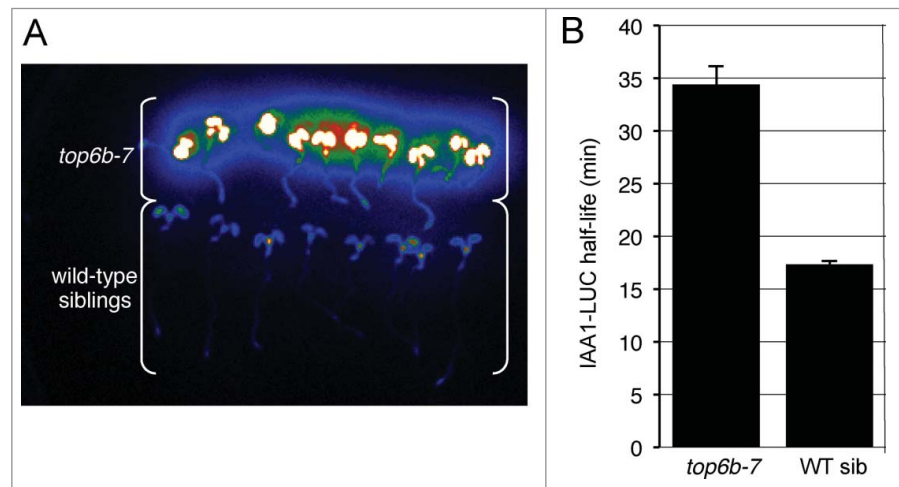 A
top6b-7
wild-type
siblings
B
IAA1-LUC half-life (min)
40
35
30
25
20
15
10
5
0
top6b-7
WT sib